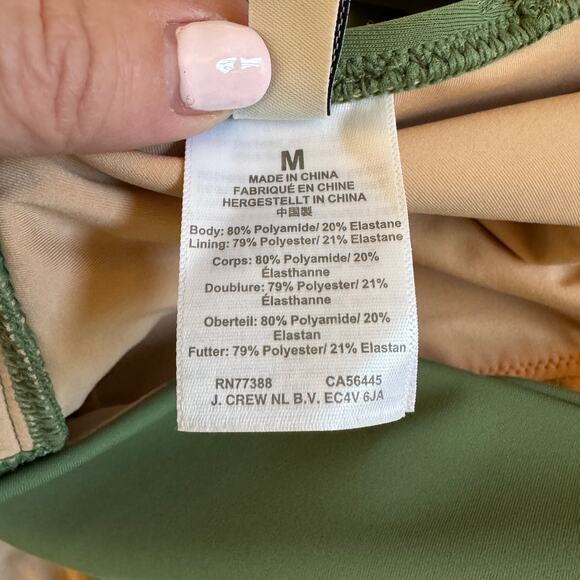 M
MADE IN CHINA
FABRIQUÉ EN CHINE
HERGESTELLT IN CHINA
中国製
Body: 80% Polyamide/ 20% Elastane
Lining: 79% Polyester/ 21% Elastane
Corps: 80% Polyamide/ 20%
Élasthanne
Doublure: 79% Polyester/ 21%
Élasthanne
Oberteil: 80% Polyamide/ 20%
Elastan
Futter: 79% Polyester/ 21% Elastan
RN77388 CA56445
J. CREW NL B.V. EC4V 6JA